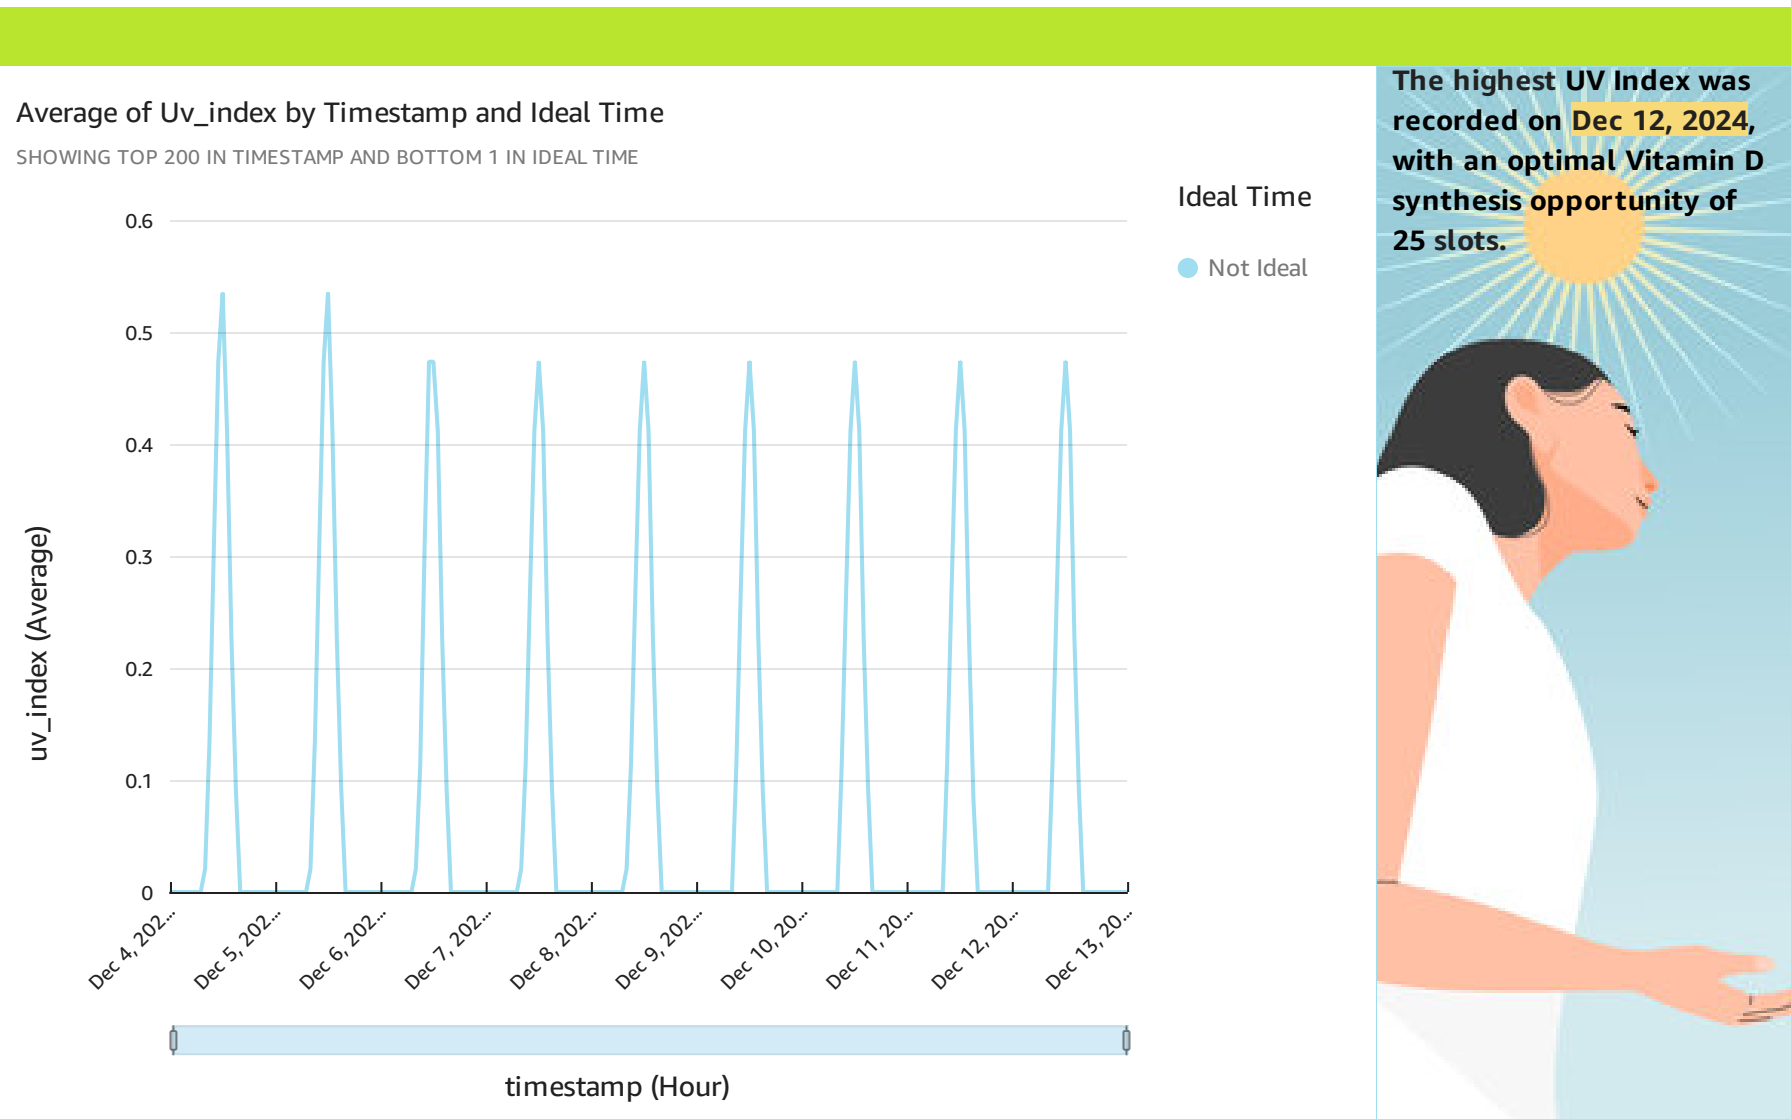 Average of Uv_index by Timestamp and Ideal Time
SHOWING TOP 200 IN TIMESTAMP AND BOTTOM 1 IN IDEAL TIME
uv_index (Average)
0.6
0.5
0.4
0.3
0.2
0.1
0
Dec 4, 202...
Dec 5, 202...
Dec 6, 202...
Dec 7, 202...
Dec 8, 202...
Dec 9, 202...
Dec 10, 20...
Dec 11, 20...
Dec 12, 20...
Dec 13, 20...
timestamp (Hour)
Ideal Time
Not Ideal
The highest UV Index was
recorded on Dec 12, 2024,
with an optimal Vitamin D
synthesis opportunity of
25 slots.